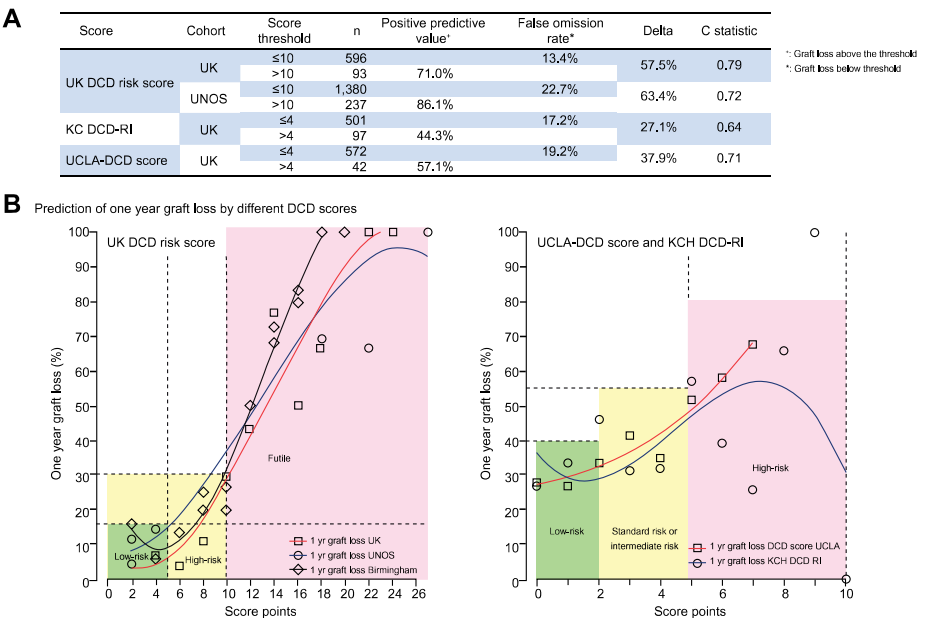 A
Score Cohort Score threshold n Positive predictive value⁺ False omission rate* Delta C statistic
UK DCD risk score UK ≤10 596 13.4% 57.5% 0.79
>10 93 71.0%
UNOS ≤10 1,380 22.7% 63.4% 0.72
>10 237 86.1%
KC DCD-RI UK ≤4 501 17.2% 27.1% 0.64
>4 97 44.3%
UCLA-DCD score UK ≤4 572 19.2% 37.9% 0.71
>4 42 57.1%
⁺: Graft loss above the threshold
*: Graft loss below threshold
B Prediction of one year graft loss by different DCD scores
UK DCD risk score
One year graft loss (%)
100
90
80
70
60
50
40
30
20
10
0
Futile
Low-risk
High-risk
1 yr graft loss UK
1 yr graft loss UNOS
1 yr graft loss Birmingham
0 2 4 6 8 10 12 14 16 18 20 22 24 26
Score points
UCLA-DCD score and KCH DCD-RI
One year graft loss (%)
100
80
60
40
20
0
High-risk
Low-risk
Standard risk or
intermediate risk
1 yr graft loss DCD score UCLA
1 yr graft loss KCH DCD RI
0 2 4 6 8 10
Score points